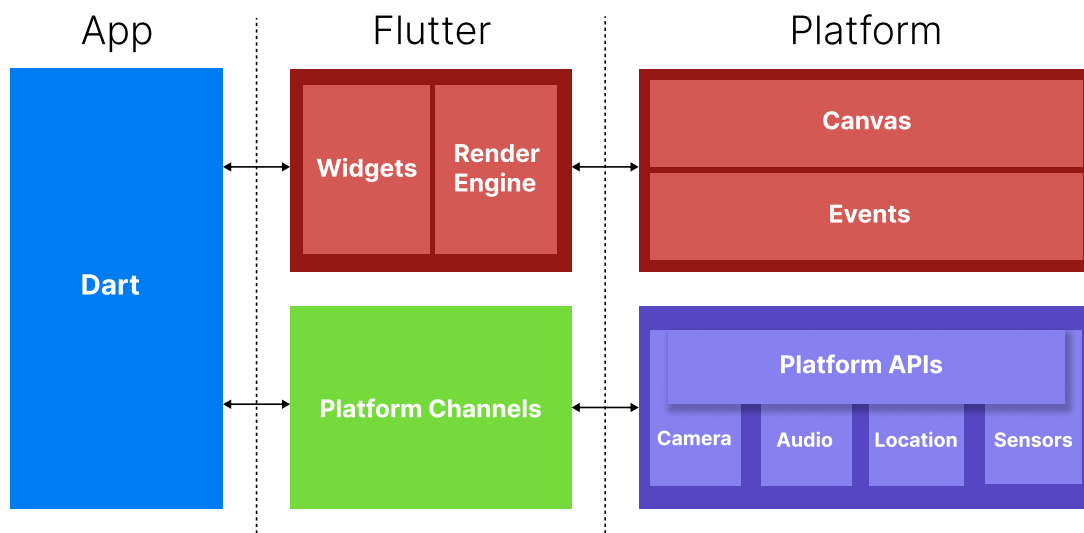 App
Flutter
Platform
Dart
Widgets
Render
Engine
Canvas
Events
Platform Channels
Platform APIs
Camera
Audio
Location
Sensors